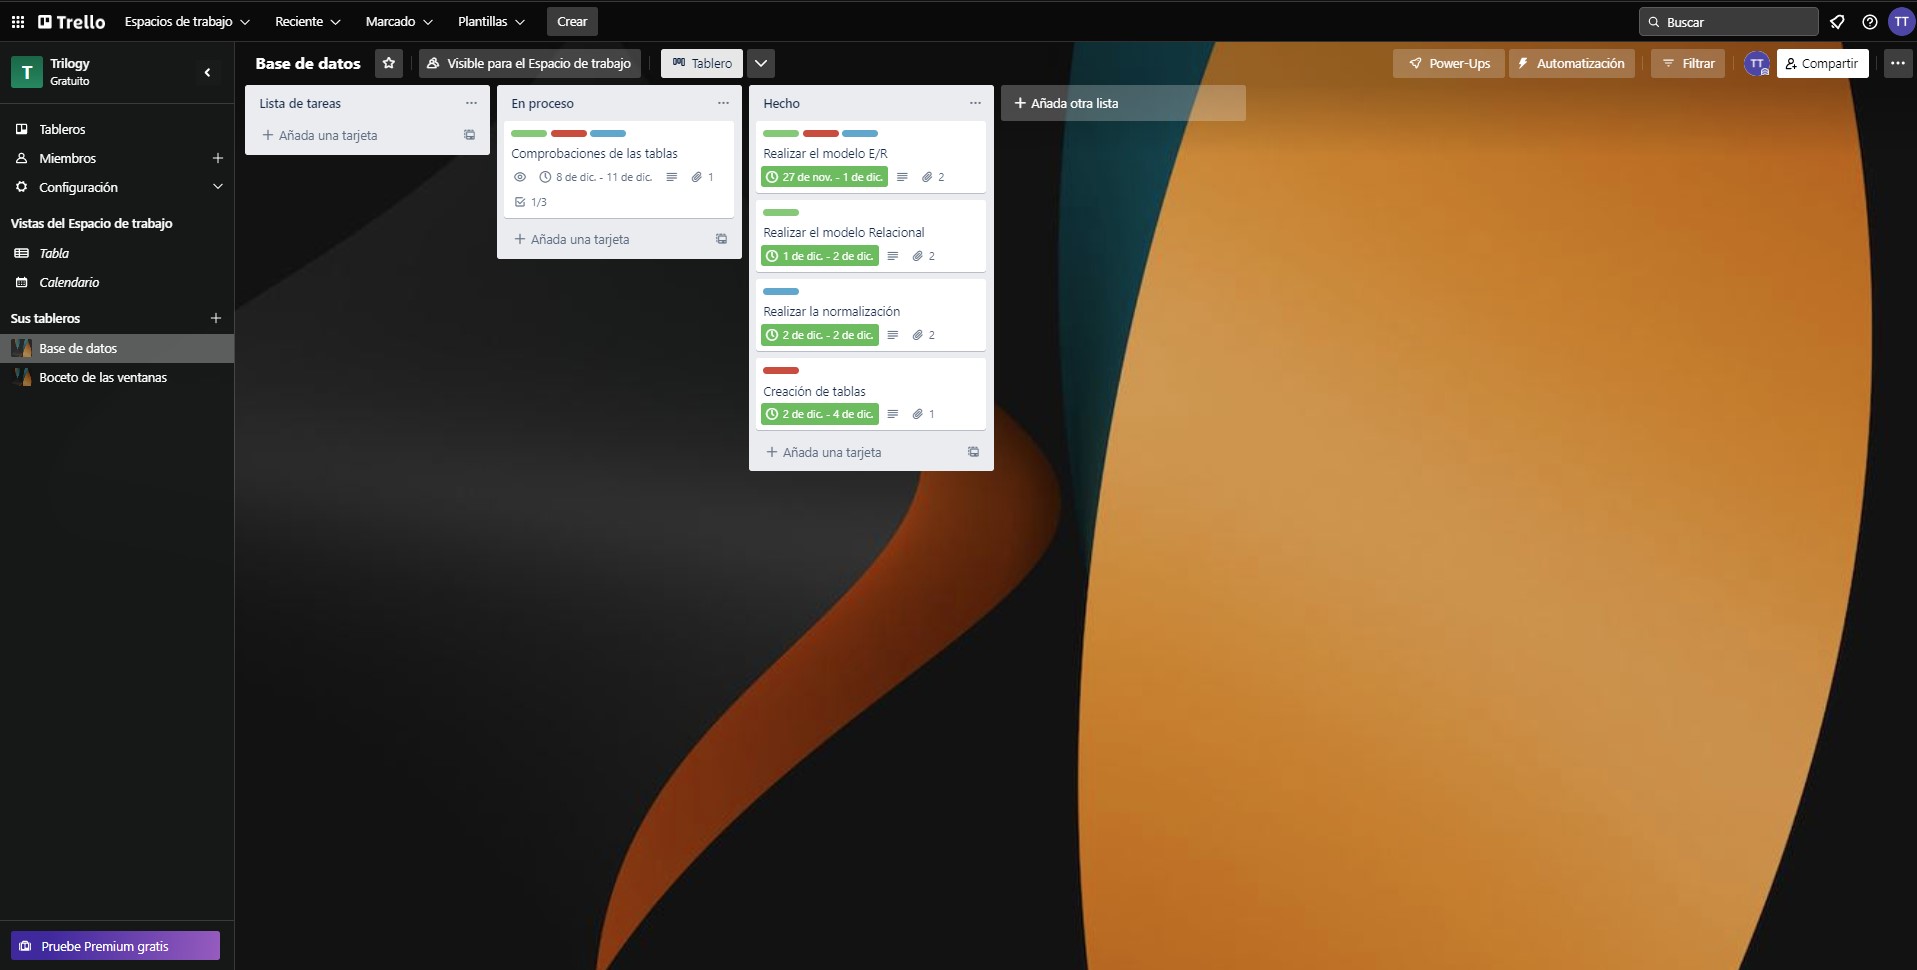 Trello Espacios de trabajo Reciente Marcado Plantillas Crear Buscar TT
T Trilogy
Gratuito
Base de datos Visible para el Espacio de trabajo Tablero Power-Ups Automatización Filtrar TT Compartir
Tableros
Miembros
Configuración
Vistas del Espacio de trabajo
Tabla
Calendario
Sus tableros
Base de datos
Boceto de las ventanas
Pruebe Premium gratis
Lista de tareas
Añada una tarjeta
En proceso
Comprobaciones de las tablas
8 de dic. - 11 de dic. 1
1/3
Añada una tarjeta
Hecho
Realizar el modelo E/R
27 de nov. - 1 de dic. 2
Realizar el modelo Relacional
1 de dic. - 2 de dic. 2
Realizar la normalización
2 de dic. - 2 de dic. 2
Creación de tablas
2 de dic. - 4 de dic. 1
Añada una tarjeta
Añada otra lista